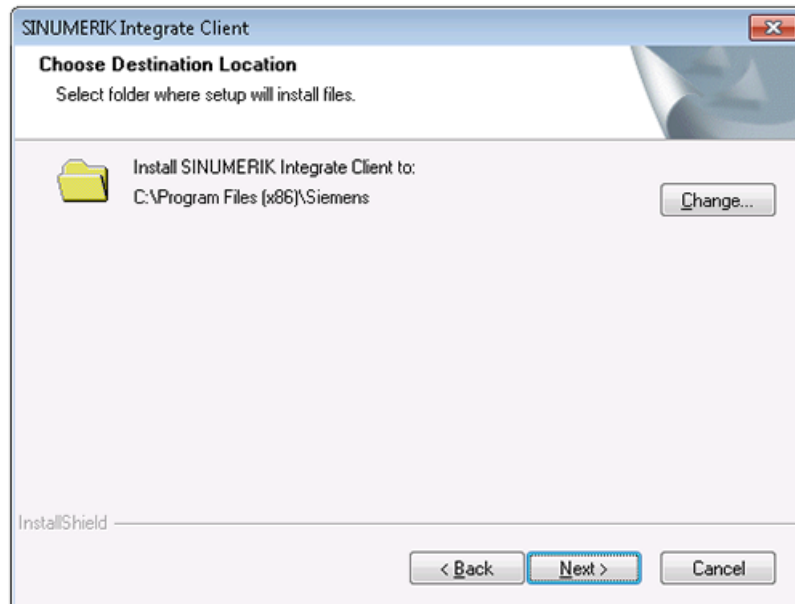 SINUMERIK Integrate Client
Choose Destination Location
Select folder where setup will install files.
Install SINUMERIK Integrate Client to:
C:\Program Files (x86)\Siemens
Change...
InstallShield
< Back
Next >
Cancel